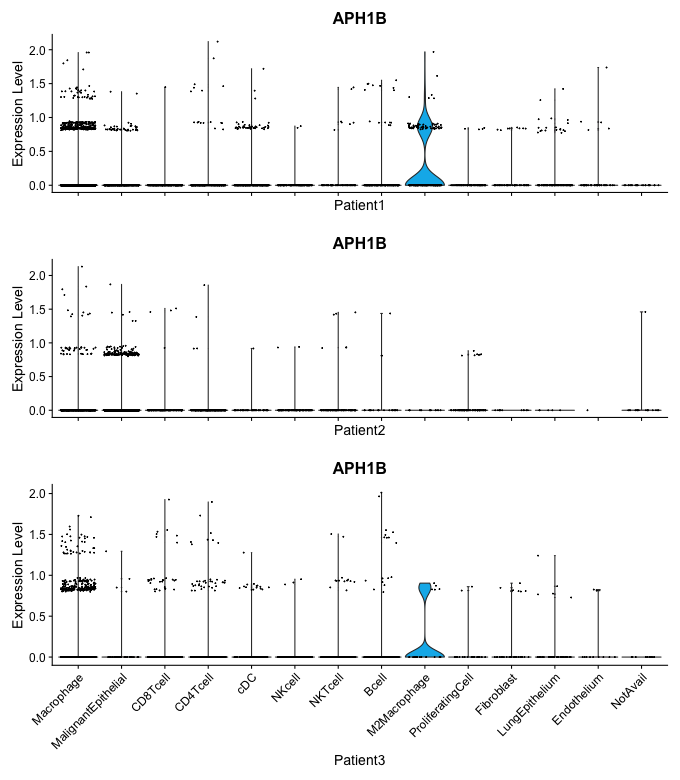 APH1B
Expression Level
2.0
1.5
1.0
0.5
0.0
Patient1
APH1B
Expression Level
2.0
1.5
1.0
0.5
0.0
Patient2
APH1B
Expression Level
2.0
1.5
1.0
0.5
0.0
Macrophage
MalignantEpithelial
CD8Tcell
CD4Tcell
cDC
NKcell
NKTcell
Bcell
M2Macrophage
ProliferatingCell
Fibroblast
LungEpithelium
Endothelium
NotAvail
Patient3